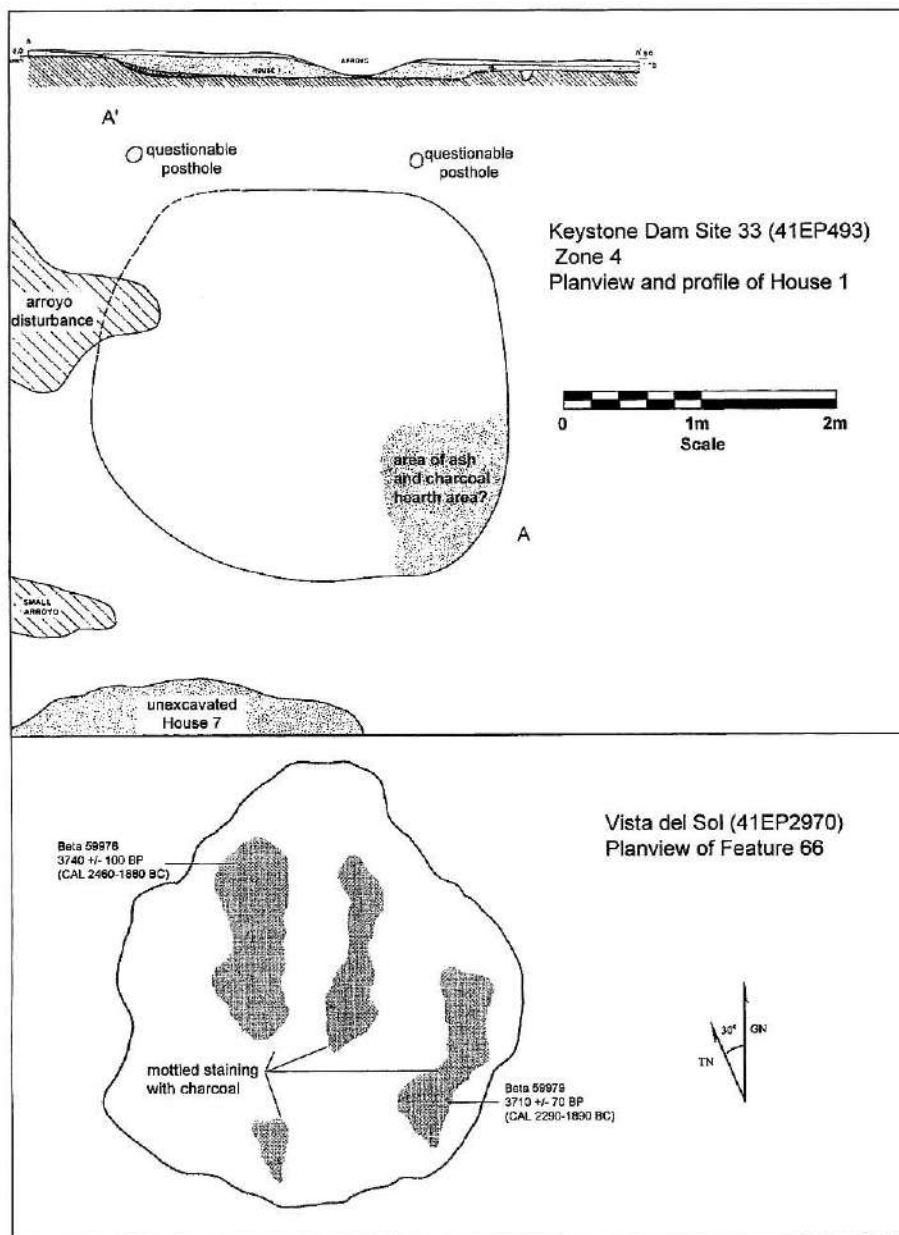 HOUSE 1
ARROYO
A'
questionable
posthole
questionable
posthole
Keystone Dam Site 33 (41EP493)
Zone 4
Planview and profile of House 1
arroyo
disturbance
0 1m 2m
Scale
area of ash
and charcoal
hearth area?
A
SMALL
ARROYO
unexcavated
House 7
Vista del Sol (41EP2970)
Planview of Feature 66
Beta 59978
3740 +/- 100 BP
(CAL 2460-1880 BC)
30°
GN
TN
mottled staining
with charcoal
Beta 59979
3710 +/- 70 BP
(CAL 2290-1890 BC)